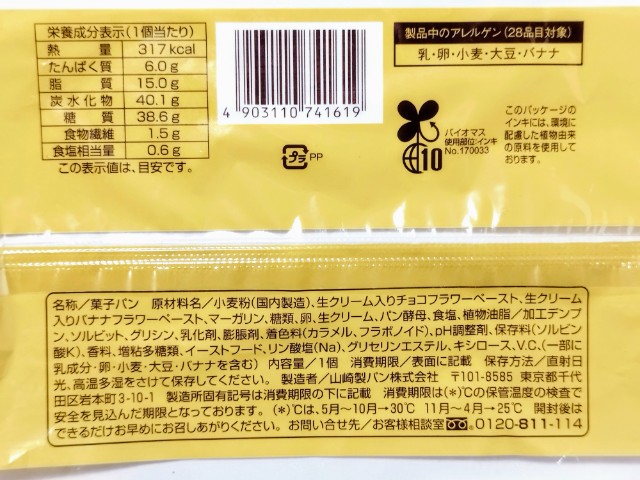 栄養成分表示(1個当たり)
熱量 317kcal
たんぱく質 6.0g
脂質 15.0g
炭水化物 40.1g
糖質 38.6g
食物繊維 1.5g
食塩相当量 0.6g
この表示値は、目安です。
4 903110 741619
プラ PP
製品中のアレルゲン(28品目対象)
乳・卵・小麦・大豆・バナナ
10
バイオマス
使用部位:インキ
No.170033
このパッケージの
インキには、環境に
配慮した植物由来
の原料を使用して
おります。
名称/菓子パン 原材料名/小麦粉(国内製造)、生クリーム入りチョコフラワーペースト、生クリーム
入りバナナフラワーペースト、マーガリン、糖類、卵、生クリーム、パン酵母、食塩、植物油脂/加工デンプ
ン、ソルビット、グリシン、乳化剤、膨脹剤、着色料(カラメル、フラボノイド)、pH調整剤、保存料(ソルビン
酸K)、香料、増粘多糖類、イーストフード、リン酸塩(Na)、グリセリンエステル、キシロース、V.C、(一部に
乳成分・卵・小麦・大豆・バナナを含む) 内容量/1個 消費期限/表面に記載 保存方法/直射日
光、高温多湿をさけて保存してください。 製造者/山崎製パン株式会社 〒101-8585 東京都千代
田区岩本町3-10-1 製造所固有記号は消費期限の下に記載 消費期限は(*)℃の保管温度の検査で
安全を見込んだ期限となっております。(*)℃は、5月〜10月→30℃ 11月〜4月→25℃ 開封後は
できるだけお早めにお召しあがりください。 お問い合せ先/お客様相談室 0120-811-114